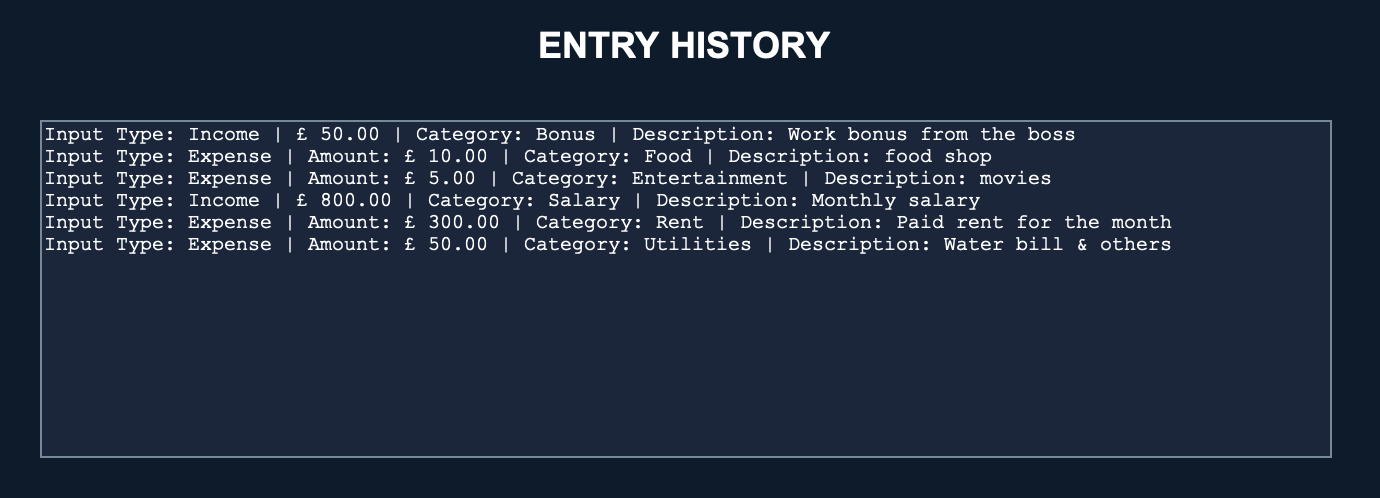 ENTRY HISTORY
Input Type: Income | £ 50.00 | Category: Bonus | Description: Work bonus from the boss
Input Type: Expense | Amount: £ 10.00 | Category: Food | Description: food shop
Input Type: Expense | Amount: £ 5.00 | Category: Entertainment | Description: movies
Input Type: Income | £ 800.00 | Category: Salary | Description: Monthly salary
Input Type: Expense | Amount: £ 300.00 | Category: Rent | Description: Paid rent for the month
Input Type: Expense | Amount: £ 50.00 | Category: Utilities | Description: Water bill & others